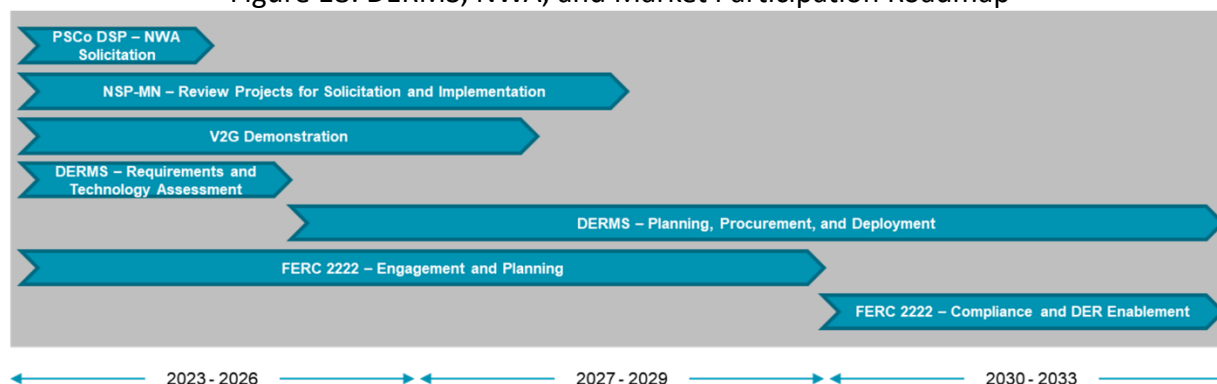 PSCo DSP – NWA
Solicitation
NSP-MN – Review Projects for Solicitation and Implementation
V2G Demonstration
DERMS – Requirements and
Technology Assessment
DERMS – Planning, Procurement, and Deployment
FERC 2222 – Engagement and Planning
FERC 2222 – Compliance and DER Enablement
2023 - 2026 2027 - 2029 2030 - 2033